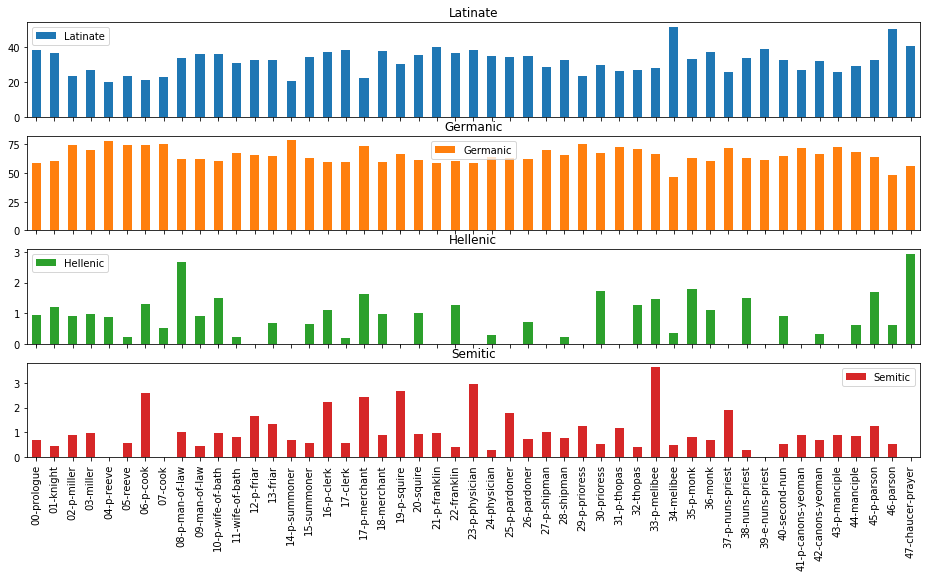 Latinate
Latinate
40
20
0
Germanic
Germanic
75
50
25
0
Hellenic
Hellenic
3
2
1
0
Semitic
Semitic
3
2
1
0
00-prologue
01-knight
02-p-miller
03-miller
04-p-reeve
05-reeve
06-p-cook
07-cook
08-p-man-of-law
09-man-of-law
10-p-wife-of-bath
11-wife-of-bath
12-p-friar
13-friar
14-p-summoner
15-summoner
16-p-clerk
17-clerk
17-p-merchant
18-merchant
19-p-squire
20-squire
21-p-franklin
22-franklin
23-p-physician
24-physician
25-p-pardoner
26-pardoner
27-p-shipman
28-shipman
29-p-prioress
30-prioress
31-p-thopas
32-thopas
33-p-melibee
34-melibee
35-p-monk
36-monk
37-p-nuns-priest
38-nuns-priest
39-e-nuns-priest
40-second-nun
41-p-canons-yeoman
42-canons-yeoman
43-p-manciple
44-manciple
45-p-parson
46-parson
47-chaucer-prayer